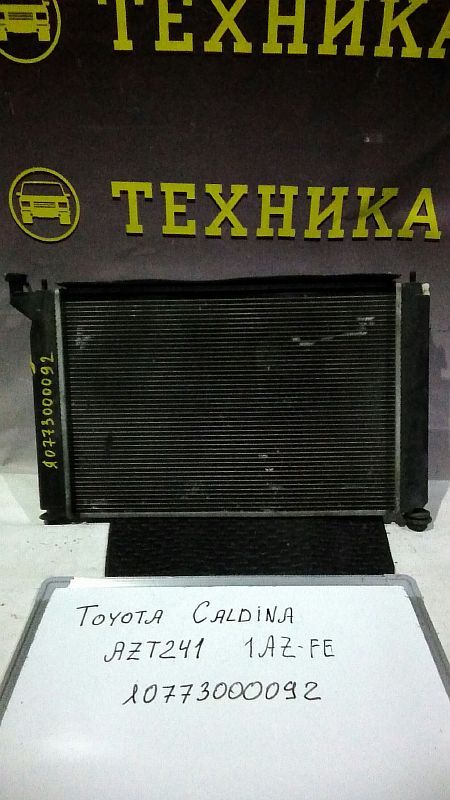 ТЕХНИКА
ТЕХНИКА
10773000092
TOYOTA CALDINA
AZT241 1AZ-FE
10773000092